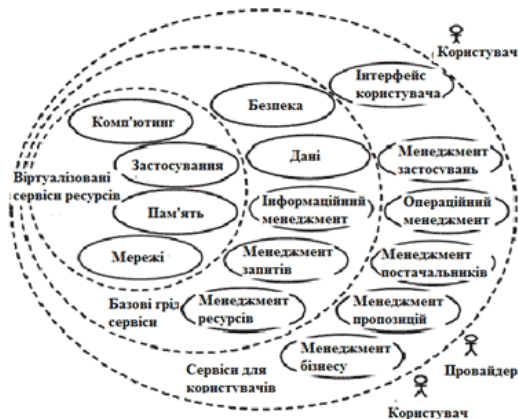 Користувач
Інтерфейс
користувача
Безпека
Комп'ютинг
Застосування
Дані
Менеджмент
застосувань
Віртуалізовані
сервіси ресурсів
Пам'ять
Інформаційний
менеджмент
Операційний
менеджмент
Мережі
Менеджмент
запитів
Менеджмент
постачальників
Базові грід
сервіси
Менеджмент
ресурсів
Менеджмент
пропозицій
Сервіси для
користувачів
Менеджмент
бізнесу
Провайдер
Користувач